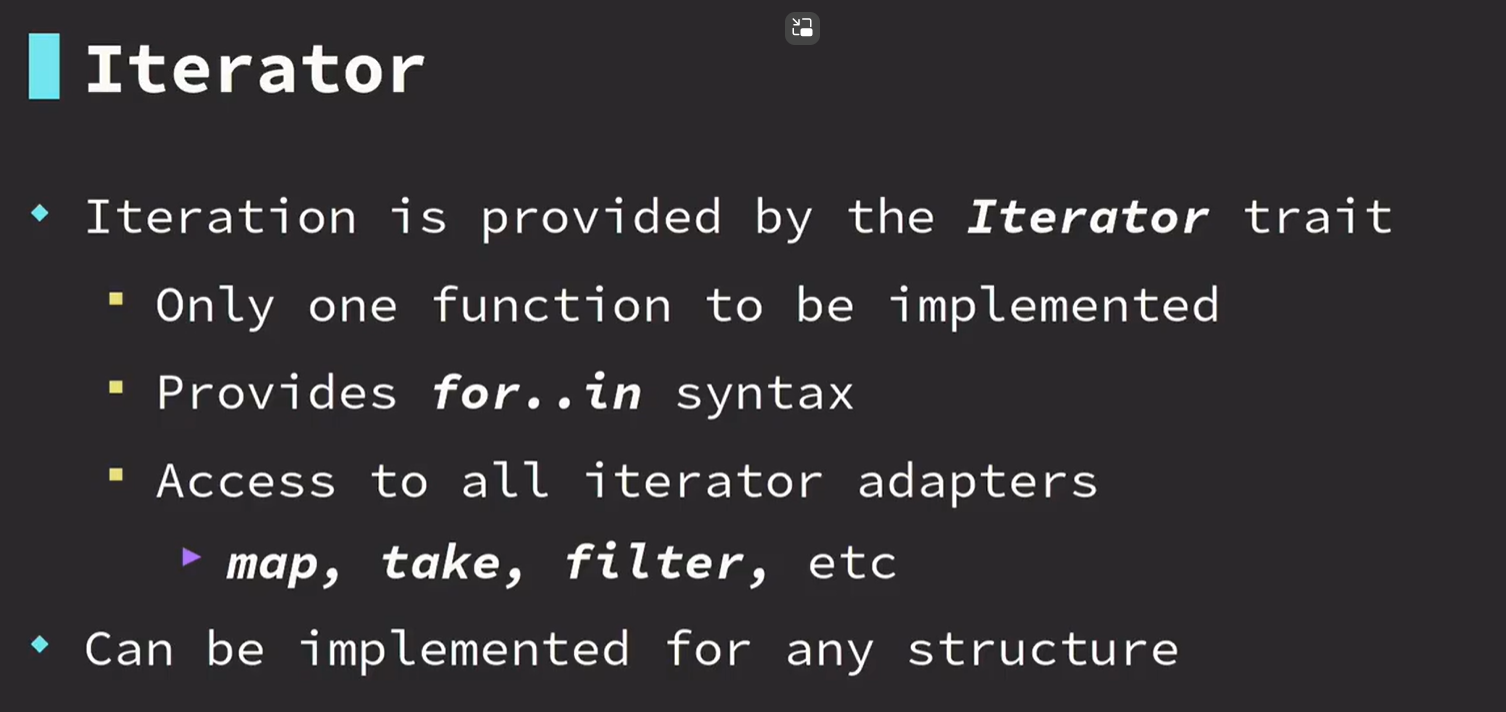 Iterator
Iteration is provided by the Iterator trait
Only one function to be implemented
Provides for..in syntax
Access to all iterator adapters
map, take, filter, etc
Can be implemented for any structure